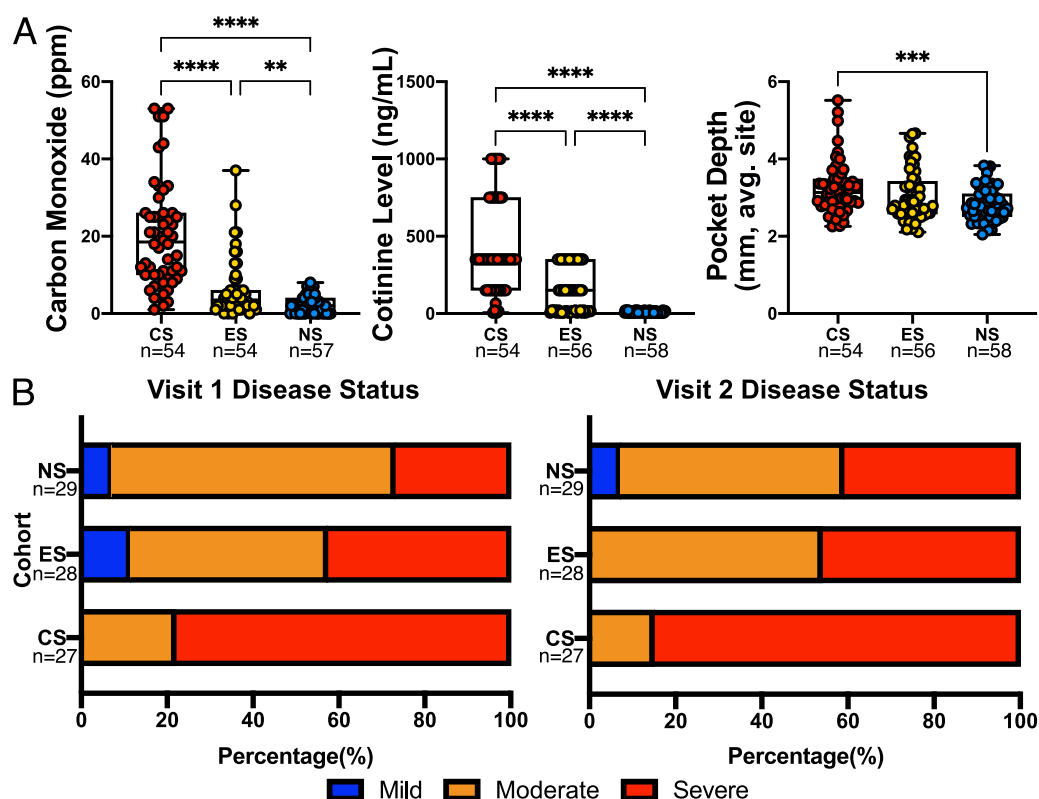 A
Carbon Monoxide (ppm)
60
40
20
0
**** 
**** **
CS ES NS
n=54 n=54 n=57
Cotinine Level (ng/mL)
1500
1000
500
0
****
**** ****
CS ES NS
n=54 n=56 n=58
Pocket Depth
(mm, avg. site)
6
4
2
0
***
CS ES NS
n=54 n=56 n=58
B
Visit 1 Disease Status
Cohort
NS
n=29
ES
n=28
CS
n=27
0 20 40 60 80 100
Percentage(%)
Visit 2 Disease Status
NS
n=29
ES
n=28
CS
n=27
0 20 40 60 80 100
Percentage(%)
Mild Moderate Severe